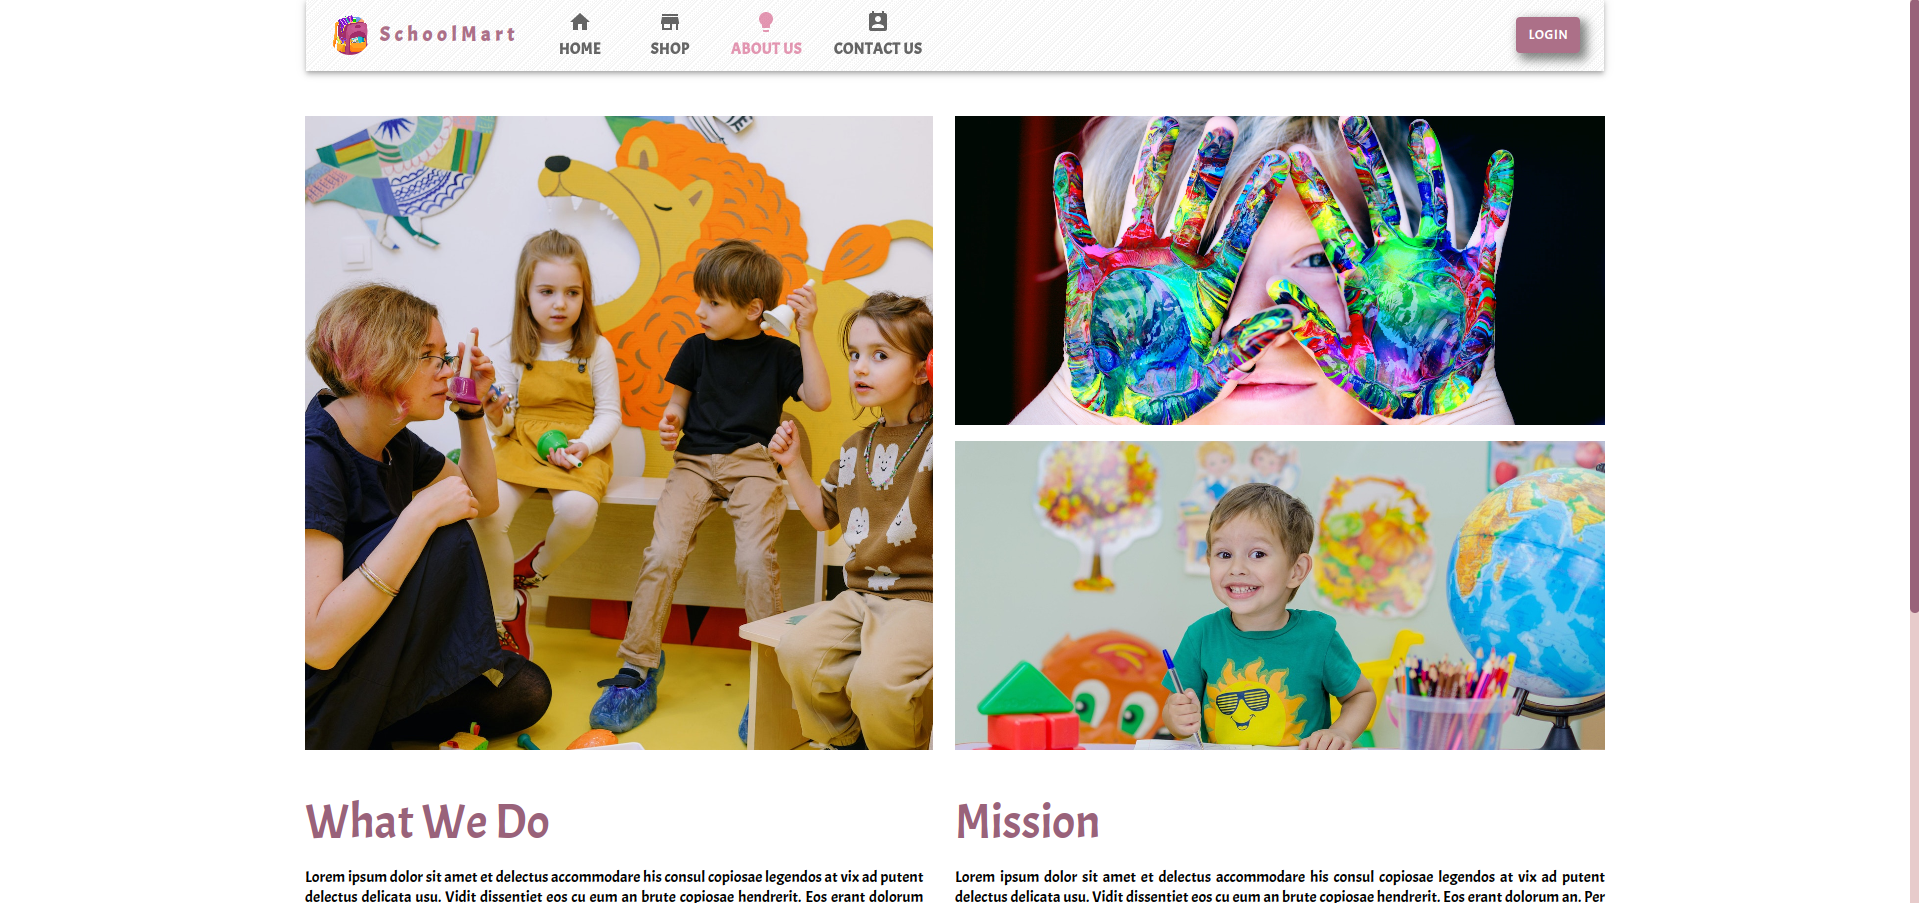 SchoolMart
HOME
SHOP
ABOUT US
CONTACT US
LOGIN
What We Do
Lorem ipsum dolor sit amet et delectus accommodare his consul copiosae legendos at vix ad putent
delectus delicata usu. Vidit dissentiet eos cu eum an brute copiosae hendrerit. Eos erant dolorum
Mission
Lorem ipsum dolor sit amet et delectus accommodare his consul copiosae legendos at vix ad putent
delectus delicata usu. Vidit dissentiet eos cu eum an brute copiosae hendrerit. Eos erant dolorum an. Per